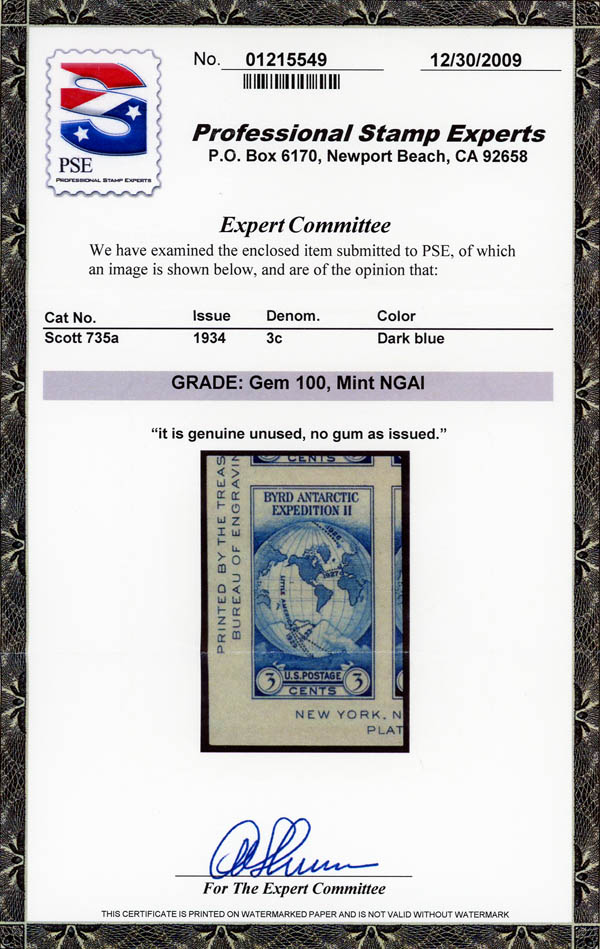 No. 01215549 12/30/2009
PSE
PROFESSIONAL STAMP EXPERTS
Professional Stamp Experts
P.O. Box 6170, Newport Beach, CA 92658
Expert Committee
We have examined the enclosed item submitted to PSE, of which
an image is shown below, and are of the opinion that:
Cat No. Issue Denom. Color
Scott 735a 1934 3c Dark blue
GRADE: Gem 100, Mint NGAI
“it is genuine unused, no gum as issued.”
CENTS
PRINTED BY THE TREAS
BUREAU OF ENGRAVIN
BYRD ANTARCTIC
EXPEDITION II
1926
1927
LITTLE AMERICA
1929
3 U.S. POSTAGE 3
CENTS
NEW YORK, N
PLAT
For The Expert Committee
THIS CERTIFICATE IS PRINTED ON WATERMARKED PAPER AND IS NOT VALID WITHOUT WATERMARK